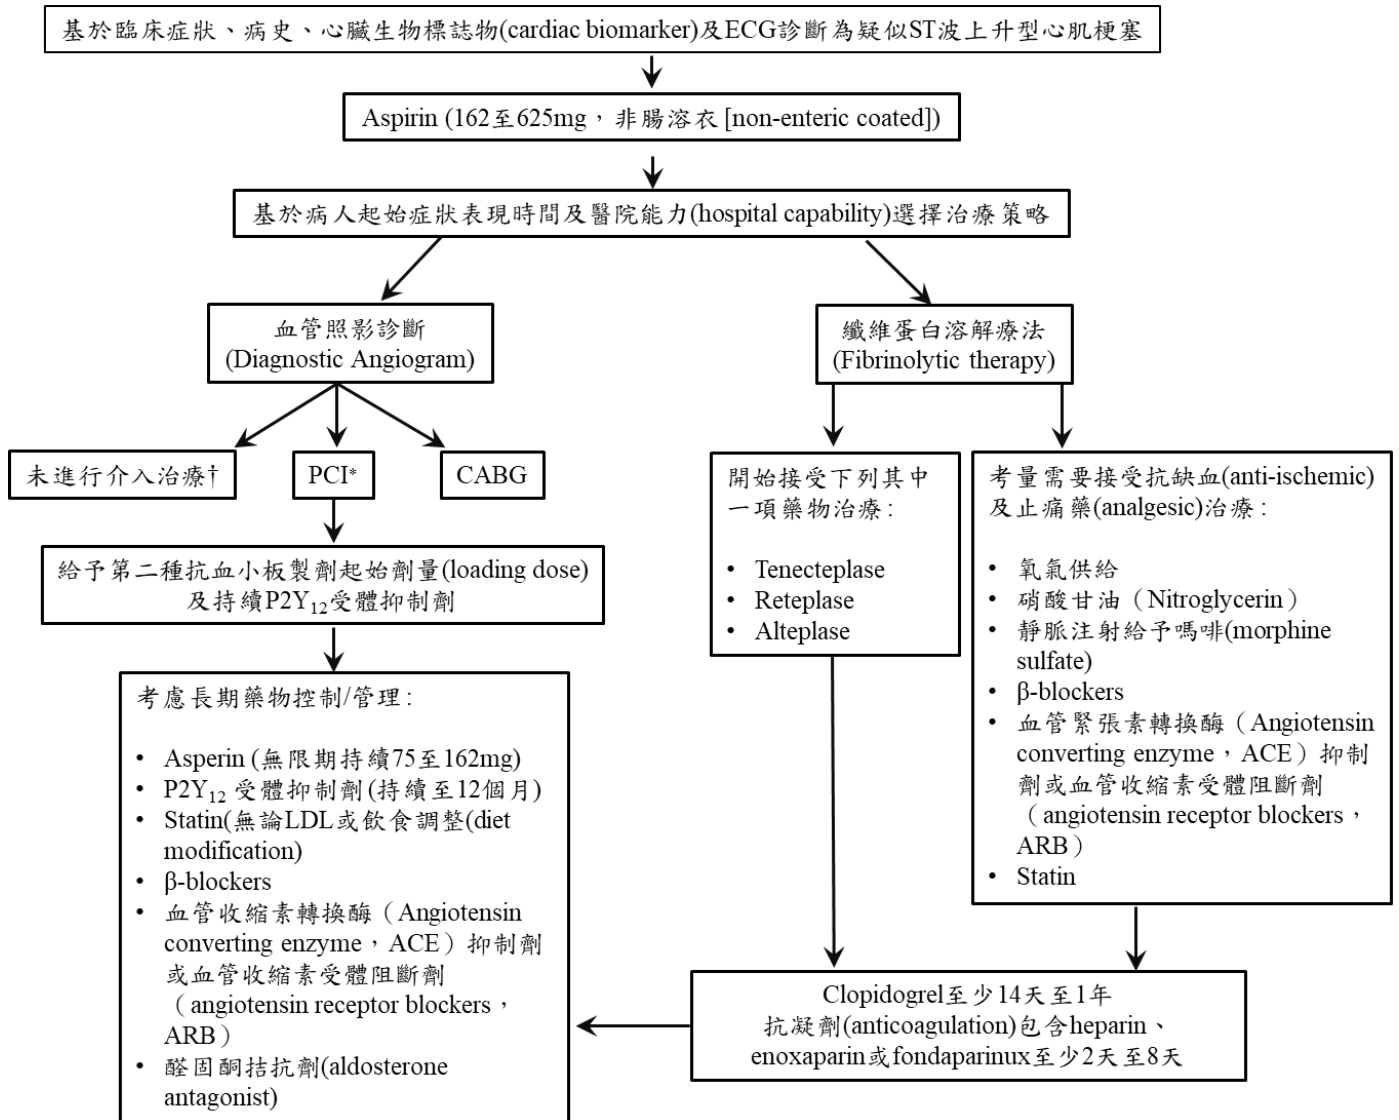 基於臨床症狀、病史、心臟生物標誌物(cardiac biomarker)及ECG診斷為疑似ST波上升型心肌梗塞
Aspirin (162至625mg，非腸溶衣 [non-enteric coated])
基於病人起始症狀表現時間及醫院能力(hospital capability)選擇治療策略
血管照影診斷
(Diagnostic Angiogram)
纖維蛋白溶解療法
(Fibrinolytic therapy)
未進行介入治療†
PCI*
CABG
給予第二種抗血小板製劑起始劑量(loading dose)
及持續P2Y₁₂受體抑制劑
開始接受下列其中
一項藥物治療:
• Tenecteplase
• Reteplase
• Alteplase
考量需要接受抗缺血(anti-ischemic)
及止痛藥(analgesic)治療:
• 氧氣供給
• 硝酸甘油（Nitroglycerin）
• 靜脈注射給予嗎啡(morphine
sulfate)
• β-blockers
• 血管緊張素轉換酶（Angiotensin
converting enzyme，ACE）抑制
劑或血管收縮素受體阻斷劑
（angiotensin receptor blockers，
ARB）
• Statin
考慮長期藥物控制/管理:
• Asperin (無限期持續75至162mg)
• P2Y₁₂ 受體抑制劑(持續至12個月)
• Statin(無論LDL或飲食調整(diet
modification)
• β-blockers
• 血管收縮素轉換酶（Angiotensin
converting enzyme，ACE）抑制劑
或血管收縮素受體阻斷劑
（angiotensin receptor blockers，
ARB）
• 醛固酮拮抗劑(aldosterone
antagonist)
Clopidogrel至少14天至1年
抗凝劑(anticoagulation)包含heparin、
enoxaparin或fondaparinux至少2天至8天